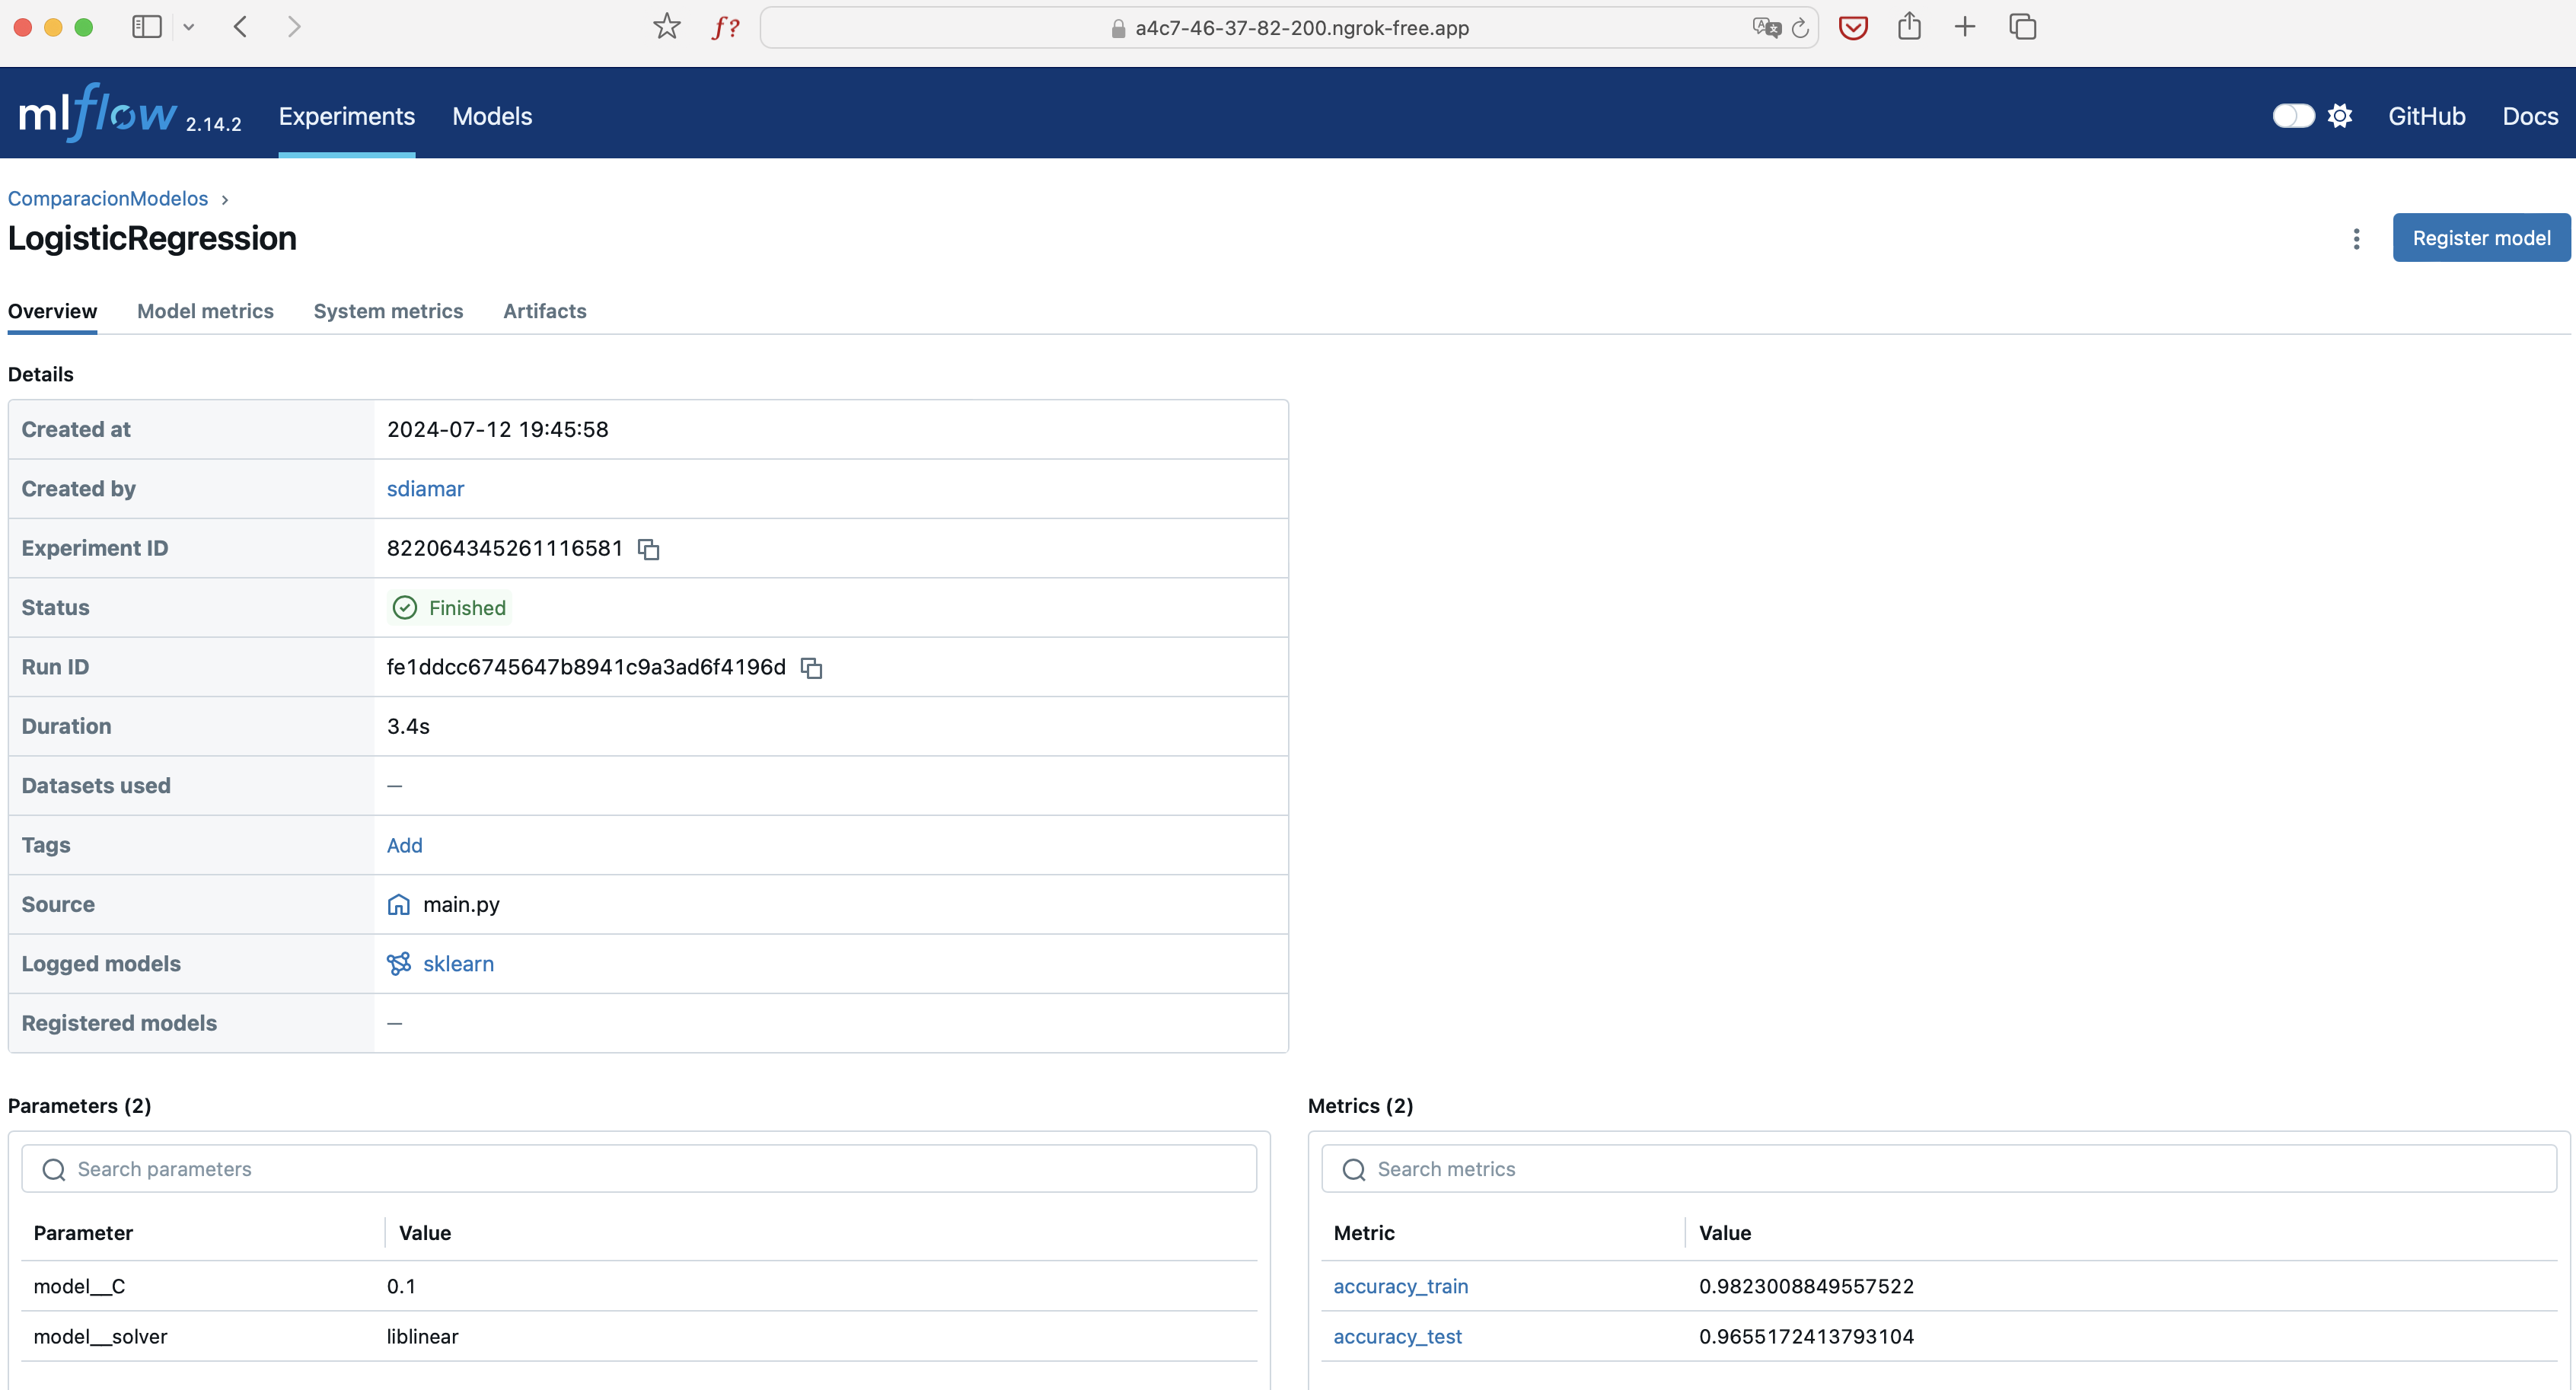 a4c7-46-37-82-200.ngrok-free.app
mlflow 2.14.2 Experiments Models GitHub Docs
ComparacionModelos
LogisticRegression
Register model
Overview Model metrics System metrics Artifacts
Details
Created at 2024-07-12 19:45:58
Created by sdiamar
Experiment ID 822064345261116581
Status Finished
Run ID fe1ddcc6745647b8941c9a3ad6f4196d
Duration 3.4s
Datasets used —
Tags Add
Source main.py
Logged models sklearn
Registered models —
Parameters (2)
Search parameters
Parameter Value
model__C 0.1
model__solver liblinear
Metrics (2)
Search metrics
Metric Value
accuracy_train 0.9823008849557522
accuracy_test 0.9655172413793104